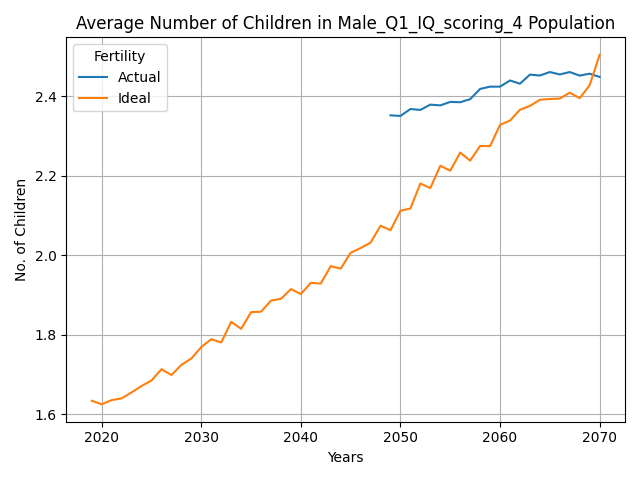 Average Number of Children in Male_Q1_IQ_scoring_4 Population
Fertility
Actual
Ideal
No. of Children
2.4
2.2
2.0
1.8
1.6
2020 2030 2040 2050 2060 2070
Years